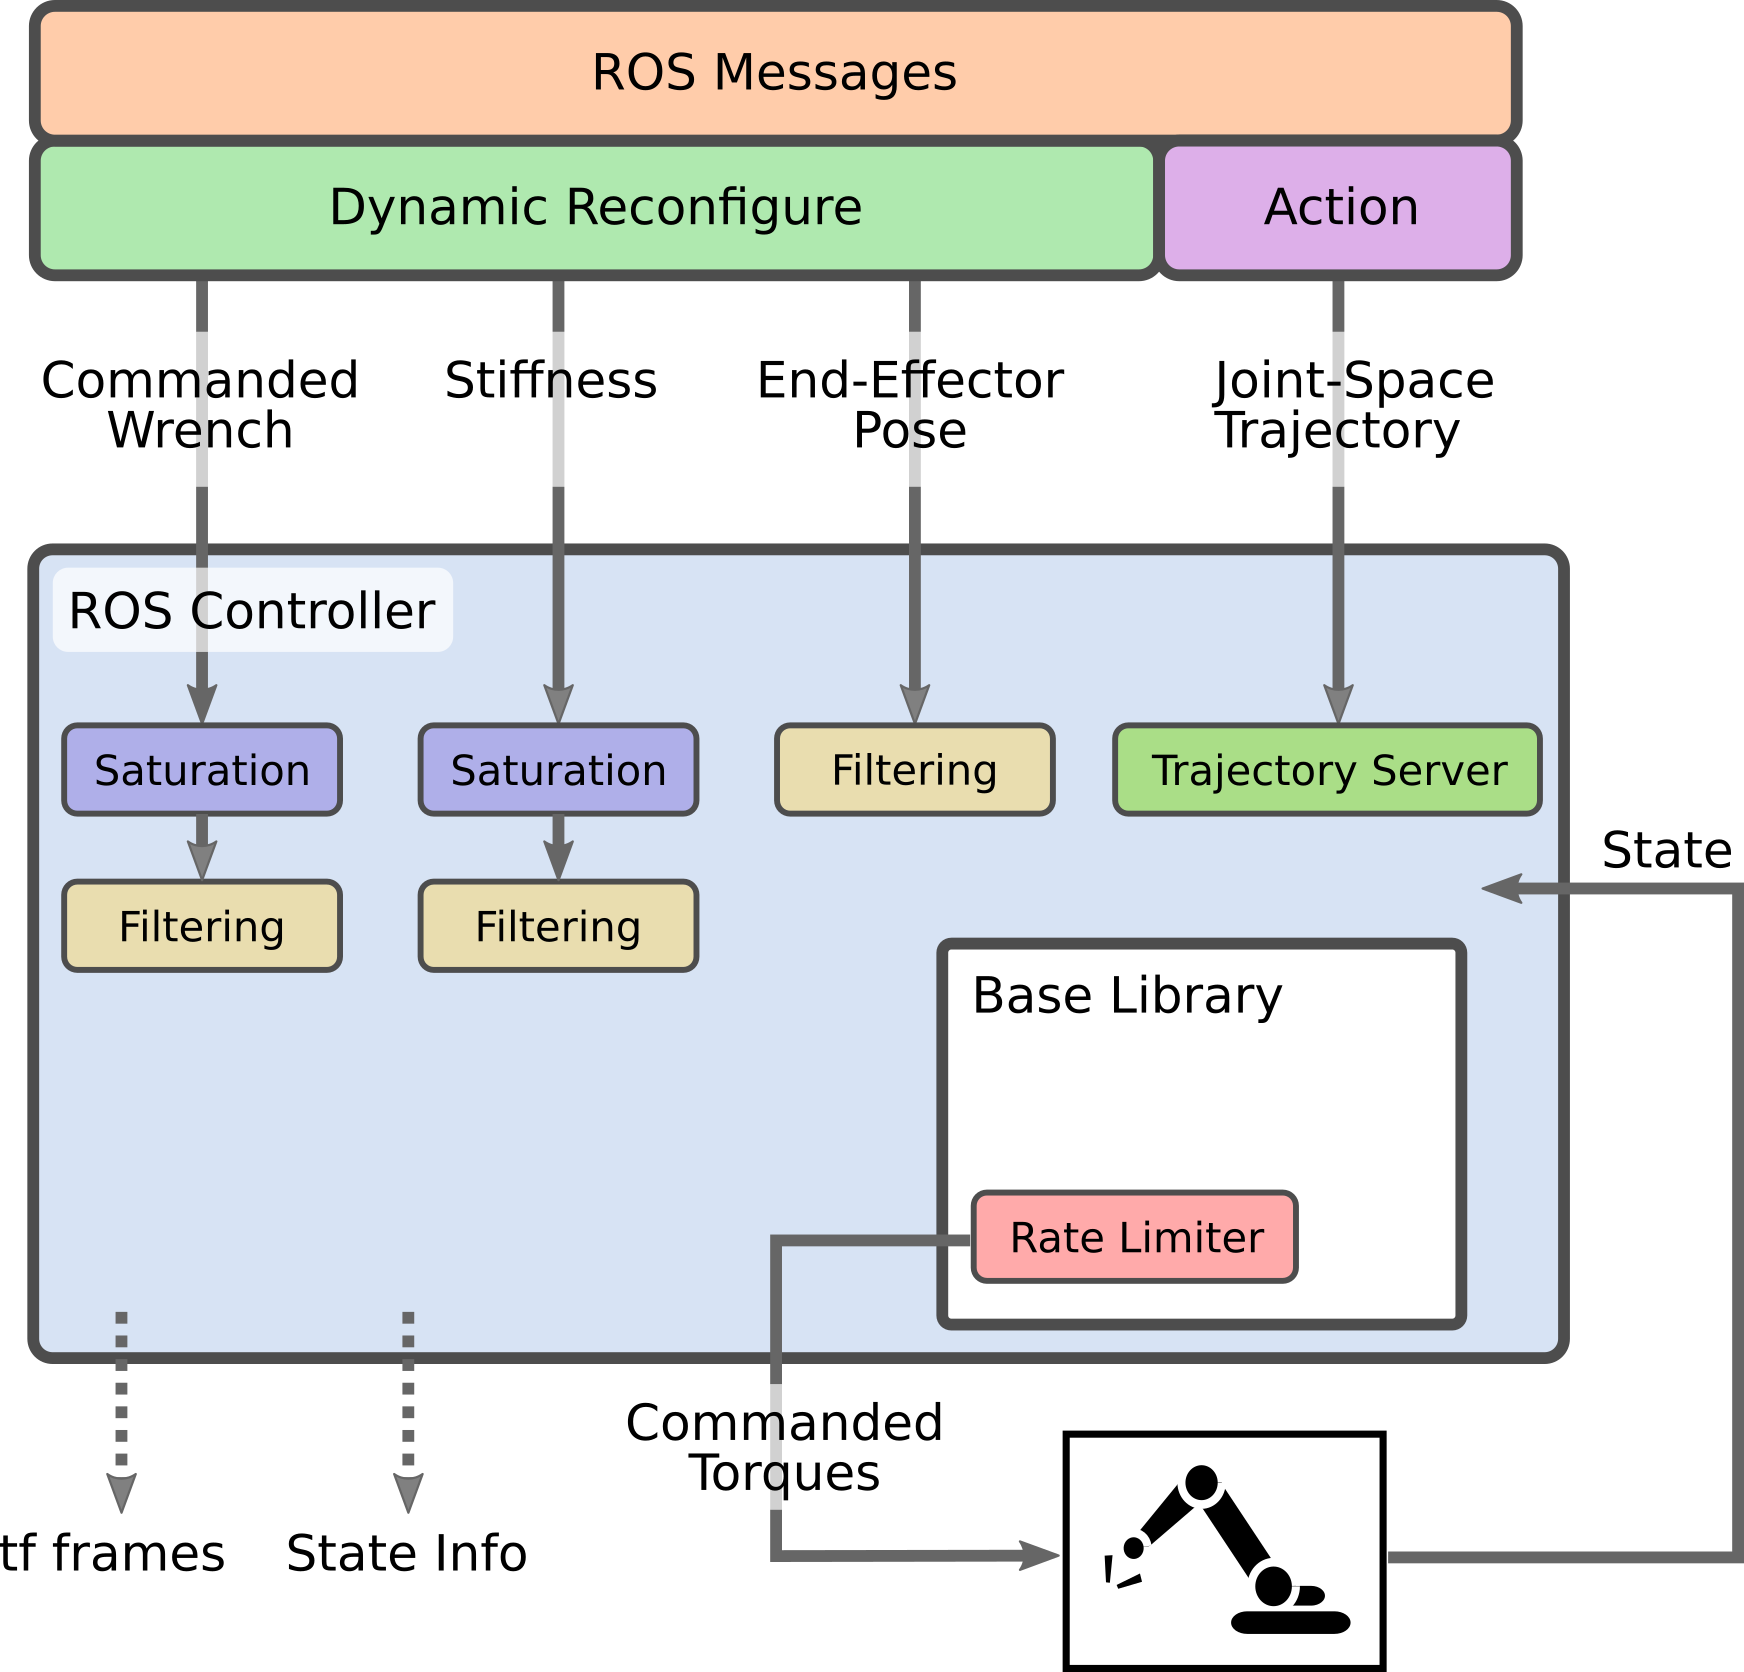 ROS Messages
Dynamic Reconfigure
Action
Commanded
Wrench
Stiffness
End-Effector
Pose
Joint-Space
Trajectory
ROS Controller
Saturation
Saturation
Filtering
Trajectory Server
State
Filtering
Filtering
Base Library
Rate Limiter
Commanded
Torques
tf frames
State Info